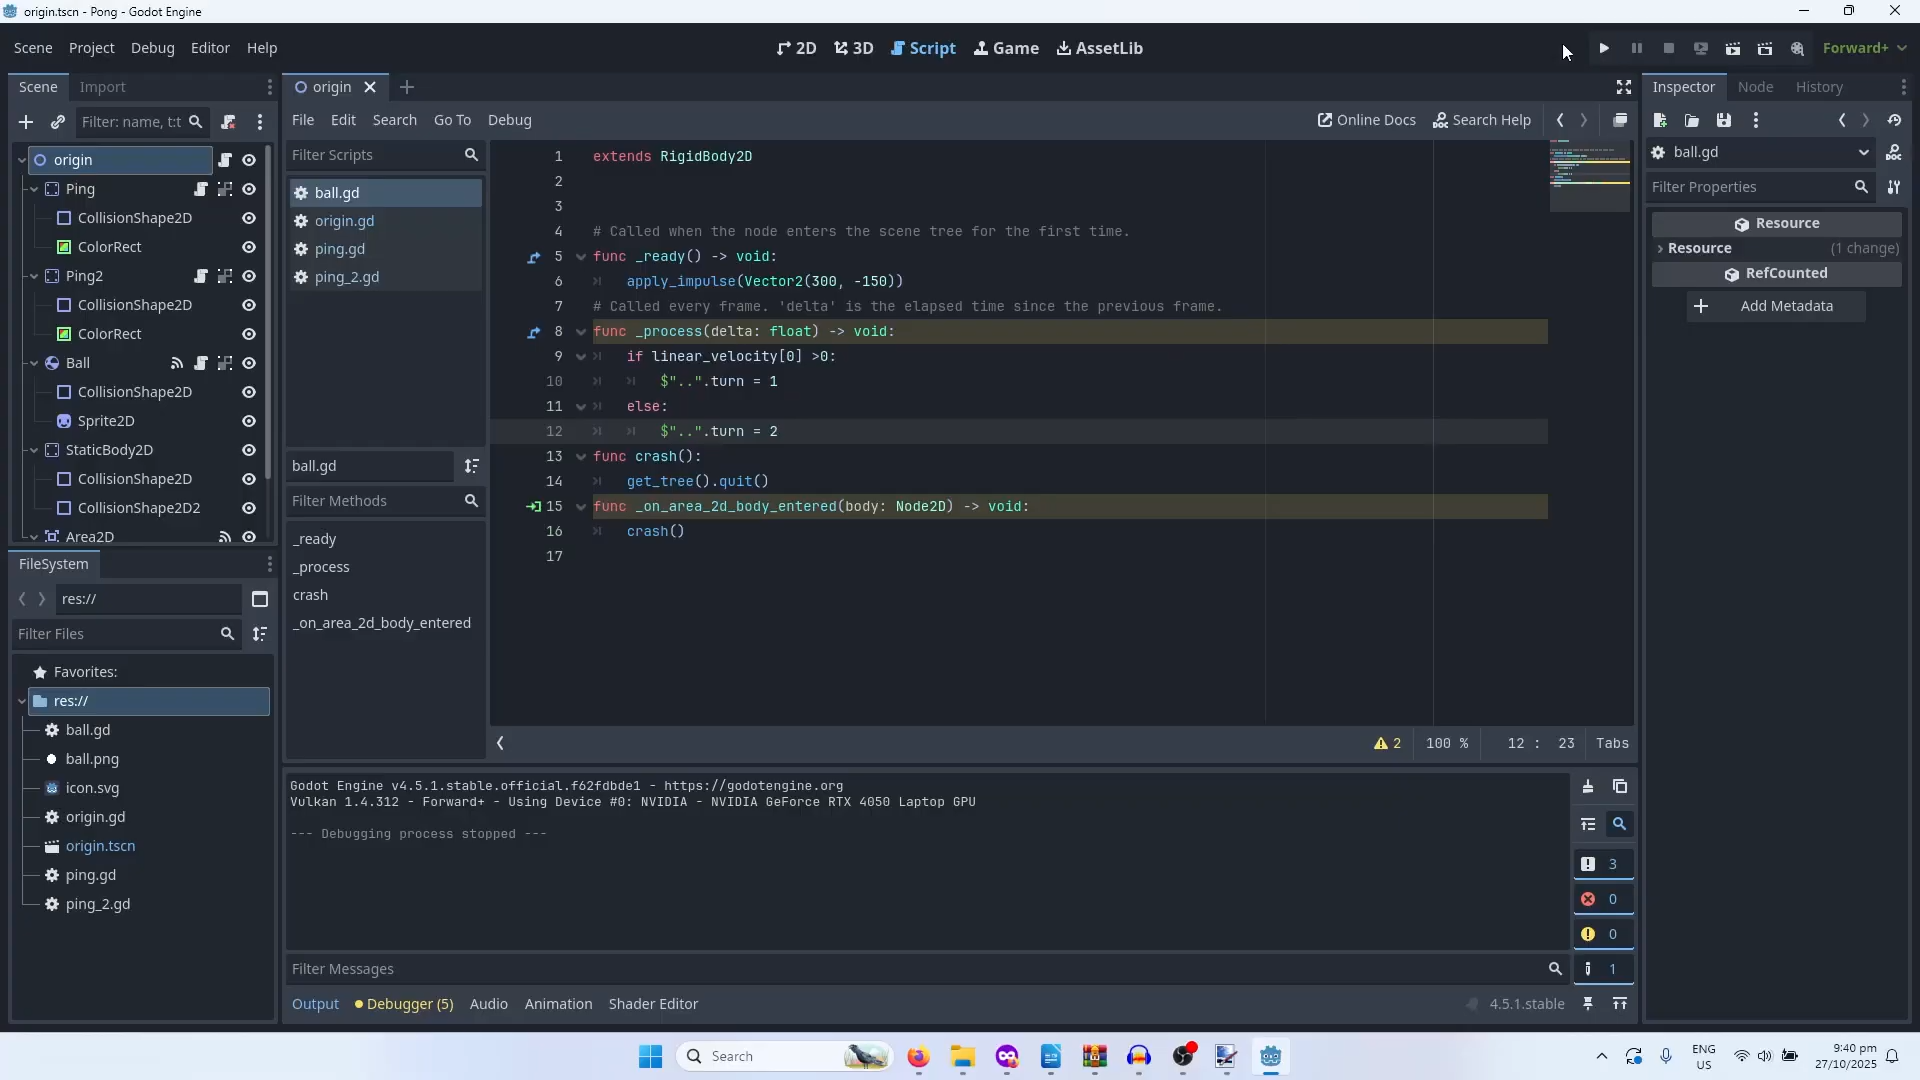 origin.tscn - Pong - Godot Engine
Scene Project Debug Editor Help
2D 3D Script Game AssetLib
Forward+
Scene Import
Filter: name, t:t
origin
Ping
CollisionShape2D
ColorRect
Ping2
CollisionShape2D
ColorRect
Ball
CollisionShape2D
Sprite2D
StaticBody2D
CollisionShape2D
CollisionShape2D2
Area2D
FileSystem
res://
Filter Files
Favorites:
res://
ball.gd
ball.png
icon.svg
origin.gd
origin.tscn
ping.gd
ping_2.gd
origin
File Edit Search Go To Debug
Online Docs Search Help
Filter Scripts
ball.gd
origin.gd
ping.gd
ping_2.gd
ball.gd
Filter Methods
_ready
_process
crash
_on_area_2d_body_entered
1 extends RigidBody2D
2
3
4 # Called when the node enters the scene tree for the first time.
5 func _ready() -> void:
6 apply_impulse(Vector2(300, -150))
7 # Called every frame. 'delta' is the elapsed time since the previous frame.
8 func _process(delta: float) -> void:
9 if linear_velocity[0] >0:
10 $"..".turn = 1
11 else:
12 $"..".turn = 2
13 func crash():
14 get_tree().quit()
15 func _on_area_2d_body_entered(body: Node2D) -> void:
16 crash()
17
2 100 % 12 : 23 Tabs
Godot Engine v4.5.1.stable.official.f62fdbde1 - https://godotengine.org
Vulkan 1.4.312 - Forward+ - Using Device #0: NVIDIA - NVIDIA GeForce RTX 4050 Laptop GPU
--- Debugging process stopped ---
3
0
0
1
Filter Messages
Output Debugger (5) Audio Animation Shader Editor
4.5.1.stable
Inspector Node History
ball.gd
Filter Properties
Resource
Resource (1 change)
RefCounted
Add Metadata
Search
ENG
US
9:40 pm
27/10/2025